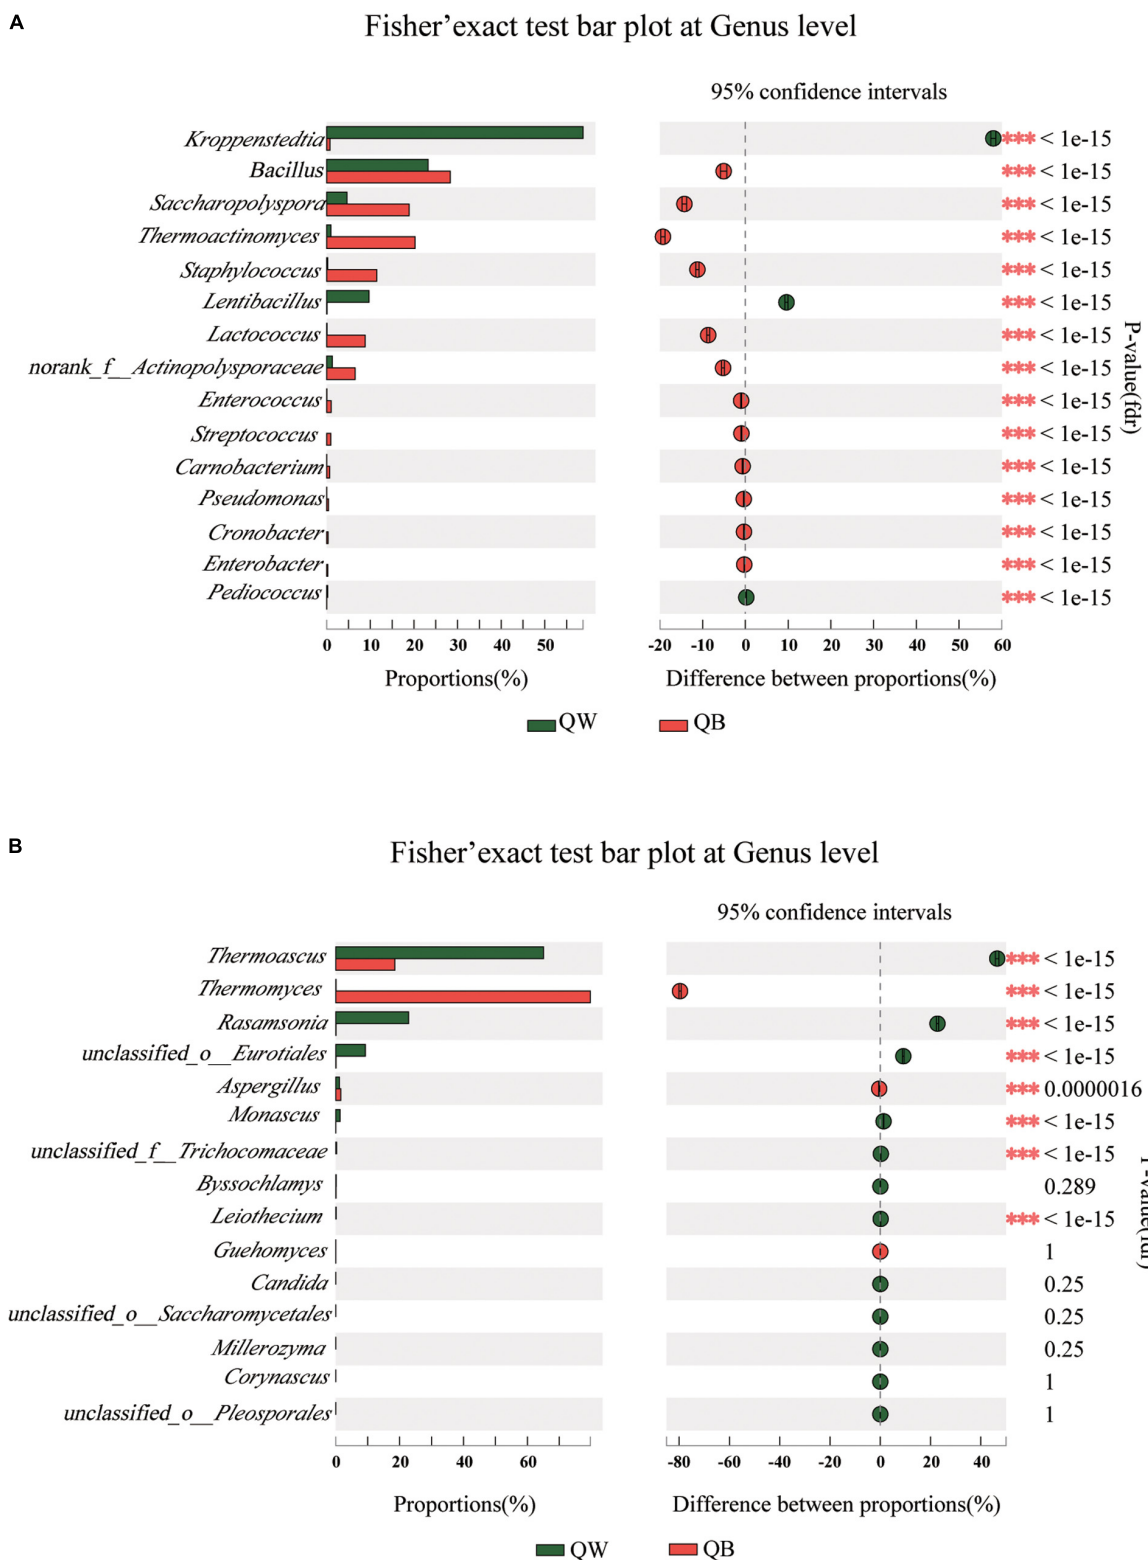 A
Fisher’exact test bar plot at Genus level
95% confidence intervals
Kroppenstedtia *** < 1e-15
Bacillus *** < 1e-15
Saccharopolyspora *** < 1e-15
Thermoactinomyces *** < 1e-15
Staphylococcus *** < 1e-15
Lentibacillus *** < 1e-15
Lactococcus *** < 1e-15
norank_f__Actinopolysporaceae *** < 1e-15
Enterococcus *** < 1e-15
Streptococcus *** < 1e-15
Carnobacterium *** < 1e-15
Pseudomonas *** < 1e-15
Cronobacter *** < 1e-15
Enterobacter *** < 1e-15
Pediococcus *** < 1e-15
P-value(fdr)
0 10 20 30 40 50 -20 -10 0 10 20 30 40 50 60
Proportions(%) Difference between proportions(%)
QW QB
B
Fisher’exact test bar plot at Genus level
95% confidence intervals
Thermoascus *** < 1e-15
Thermomyces *** < 1e-15
Rasamsonia *** < 1e-15
unclassified_o__Eurotiales *** < 1e-15
Aspergillus *** 0.0000016
Monascus *** < 1e-15
unclassified_f__Trichocomaceae *** < 1e-15
Byssochlamys 0.289
Leiothecium *** < 1e-15
Guehomyces 1
Candida 0.25
unclassified_o__Saccharomycetales 0.25
Millerozyma 0.25
Corynascus 1
unclassified_o__Pleosporales 1
0 20 40 60 -80 -60 -40 -20 0 20 40
Proportions(%) Difference between proportions(%)
QW QB